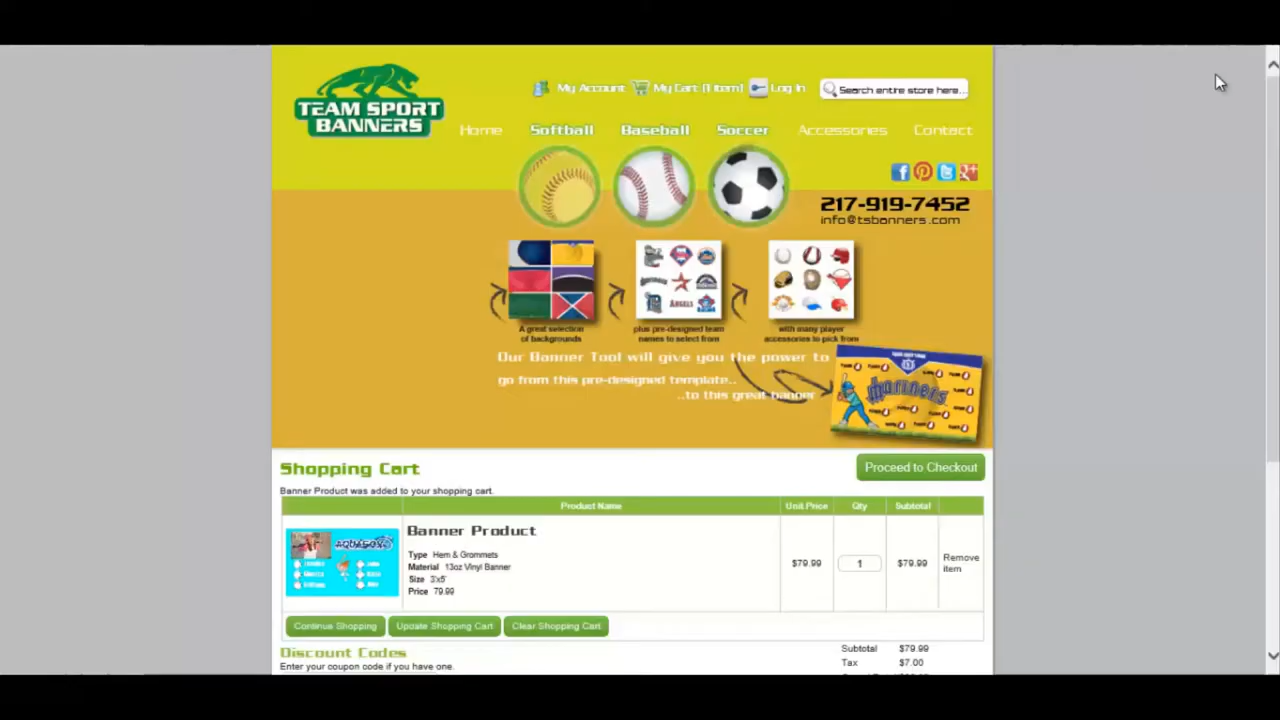 TEAM SPORT
BANNERS
My Account
My Cart (1 item)
Log In
Search entire store here...
Home
Softball
Baseball
Soccer
Accessories
Contact
217-919-7452
info@tsbanners.com
A great selection
of backgrounds
plus pre-designed team
names to select from
with many player
accessories to pick from
Our Banner Tool will give you the power to
go from this pre-designed template..
..to this great banner
Mariners
ANGELS
Shopping Cart
Proceed to Checkout
Banner Product was added to your shopping cart.
Product Name
Unit Price
Qty
Subtotal
AQUASOX
Banner Product
Type Hem & Grommets
Material 13oz Vinyl Banner
Size 3'x5'
Price 79.99
$79.99
1
$79.99
Remove
item
Continue Shopping
Update Shopping Cart
Clear Shopping Cart
Discount Codes
Enter your coupon code if you have one.
Subtotal $79.99
Tax $7.00